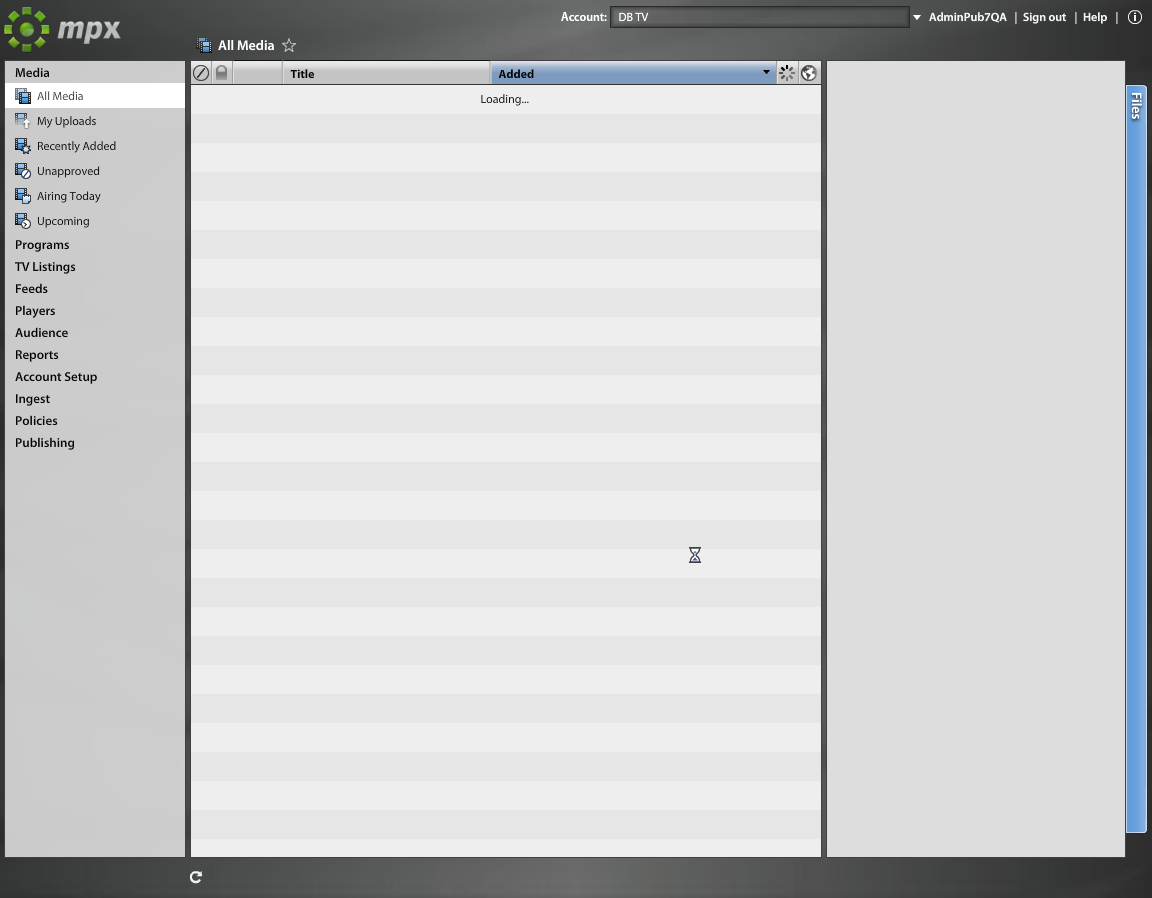 mpx
Account: DB TV AdminPub7QA | Sign out | Help |
All Media
Media
All Media
My Uploads
Recently Added
Unapproved
Airing Today
Upcoming
Programs
TV Listings
Feeds
Players
Audience
Reports
Account Setup
Ingest
Policies
Publishing
Title Added
Loading...
Files